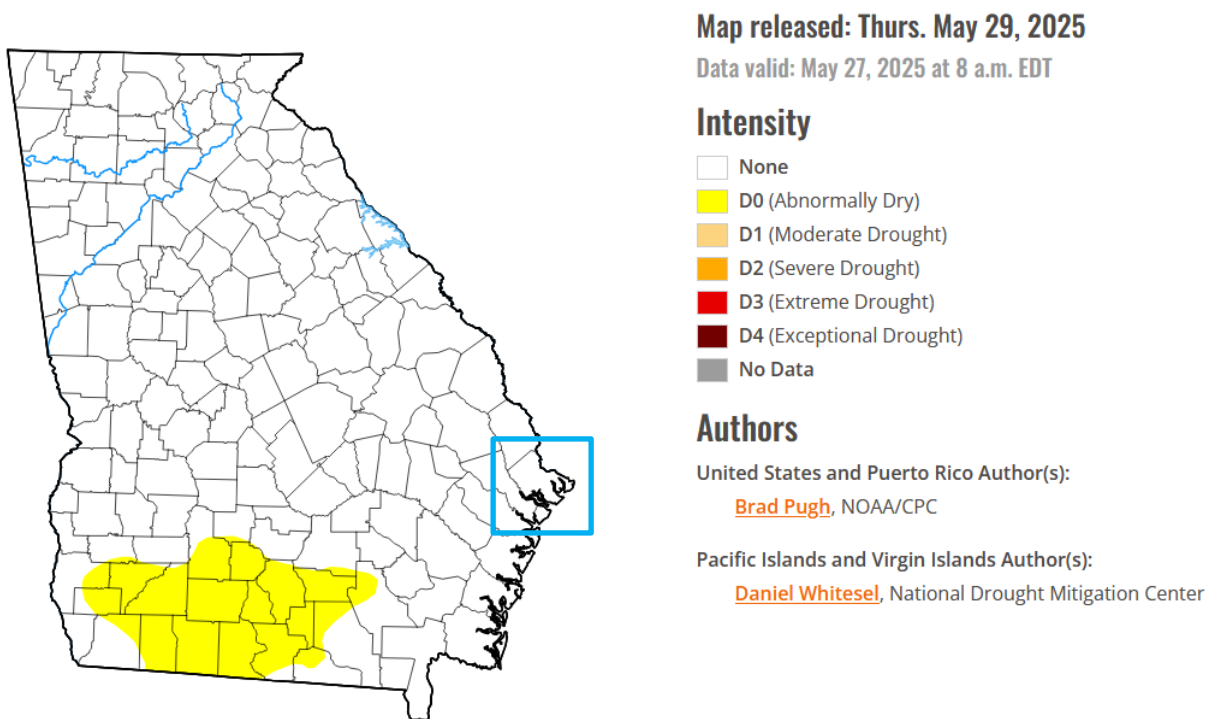 Map released: Thurs. May 29, 2025
Data valid: May 27, 2025 at 8 a.m. EDT
Intensity
None
D0 (Abnormally Dry)
D1 (Moderate Drought)
D2 (Severe Drought)
D3 (Extreme Drought)
D4 (Exceptional Drought)
No Data
Authors
United States and Puerto Rico Author(s):
Brad Pugh, NOAA/CPC
Pacific Islands and Virgin Islands Author(s):
Daniel Whitesel, National Drought Mitigation Center